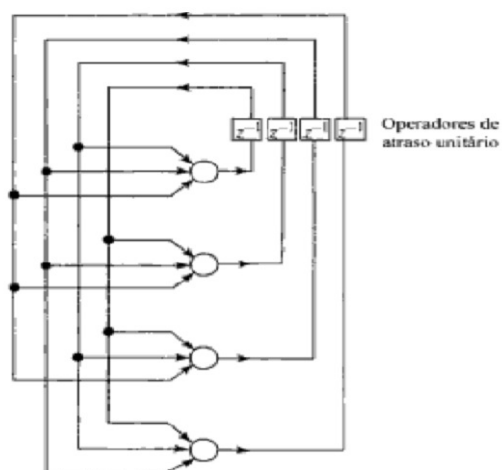 z⁻¹ z⁻¹ z⁻¹ z⁻¹
Operadores de
atraso unitário